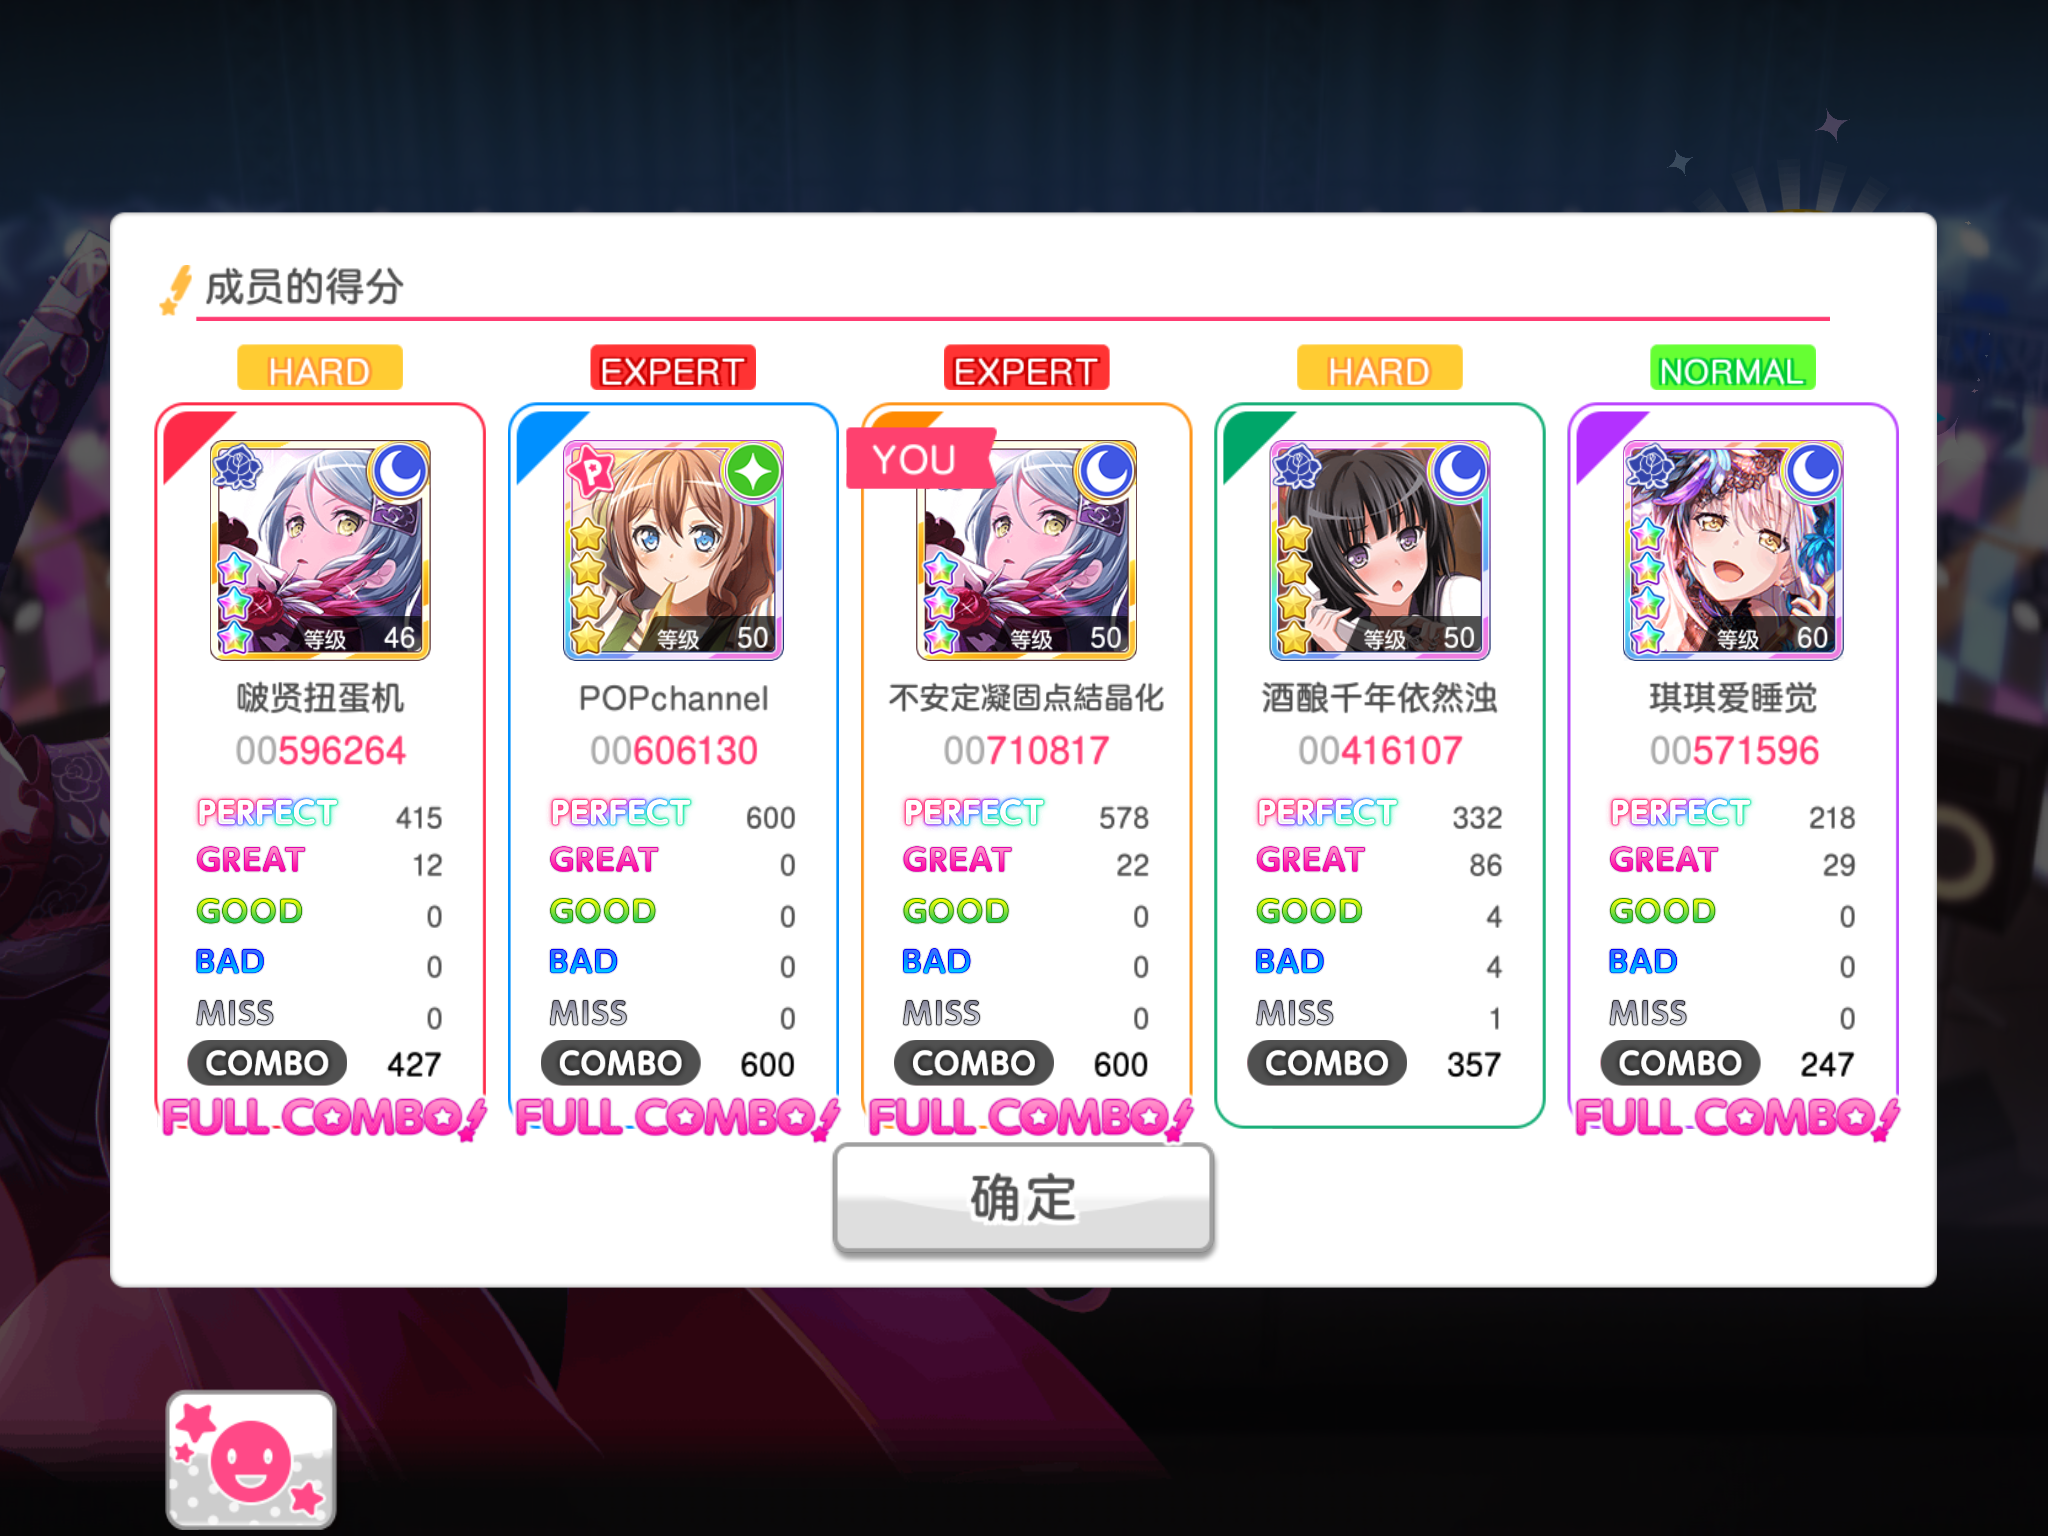 成员的得分
HARD EXPERT EXPERT HARD NORMAL
YOU
P
等级 46 等级 50 等级 50 等级 50 等级 60
啵贤扭蛋机 POPchannel 不安定凝固点結晶化 酒酿千年依然浊 琪琪爱睡觉
00596264 00606130 00710817 00416107 00571596
PERFECT 415 PERFECT 600 PERFECT 578 PERFECT 332 PERFECT 218
GREAT 12 GREAT 0 GREAT 22 GREAT 86 GREAT 29
GOOD 0 GOOD 0 GOOD 0 GOOD 4 GOOD 0
BAD 0 BAD 0 BAD 0 BAD 4 BAD 0
MISS 0 MISS 0 MISS 0 MISS 1 MISS 0
COMBO 427 COMBO 600 COMBO 600 COMBO 357 COMBO 247
FULL COMBO! FULL COMBO! FULL COMBO! FULL COMBO!
确定